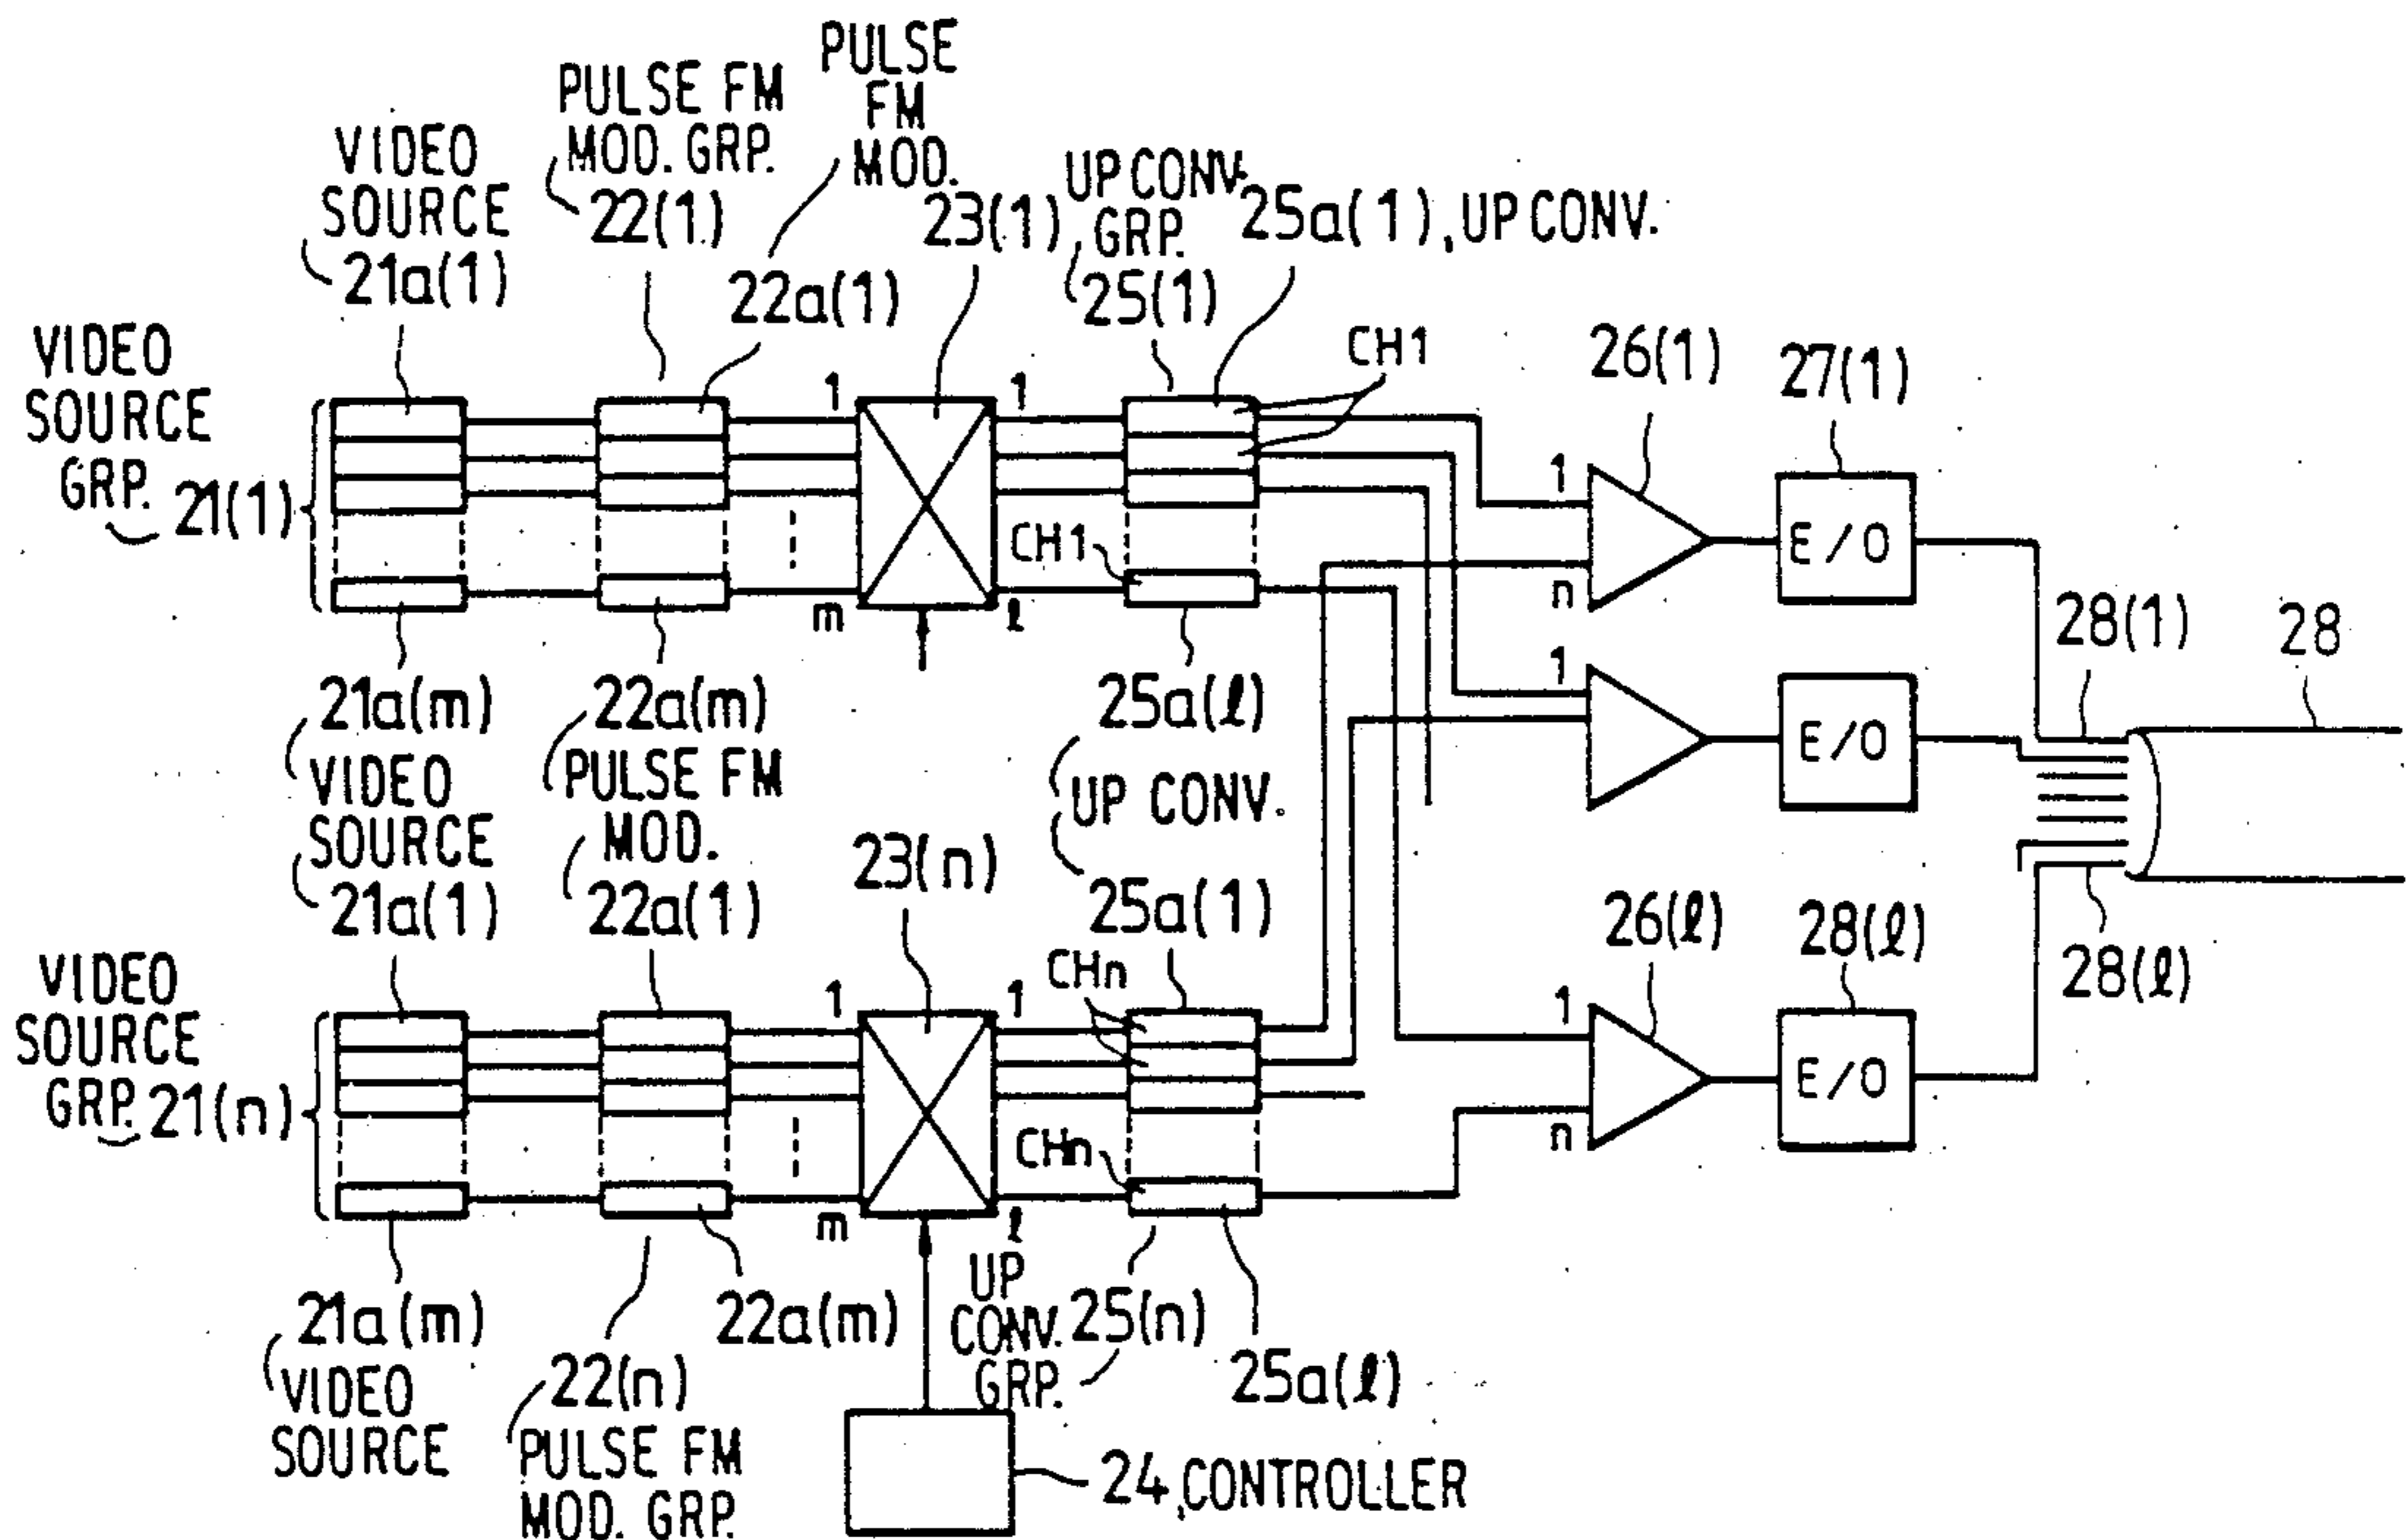 PULSE
FM
MOD.
PULSE FM
MOD. GRP.
22(1)
VIDEO
SOURCE
21a(1)
22a(1)
23(1),
UP CONV.
GRP.
25(1)
25a(1), UP CONV.
CH1
26(1)
27(1)
VIDEO
SOURCE
GRP.
21(1)
1
1
CH1
m
l
1
n
E/O
28(1)
28
21a(m)
VIDEO
SOURCE
21a(1)
22a(m)
PULSE FM
MOD.
22a(1)
25a(l)
UP CONV.
25a(1)
1
E/O
23(n)
26(l)
28(l)
28(l)
VIDEO
SOURCE
GRP.
21(n)
1
1
CHn
CHn
m
l
1
n
E/O
21a(m)
VIDEO
SOURCE
22a(m)
22(n)
PULSE FM
MOD. GRP.
UP
CONV.
GRP.
25(n)
25a(l)
24,CONTROLLER